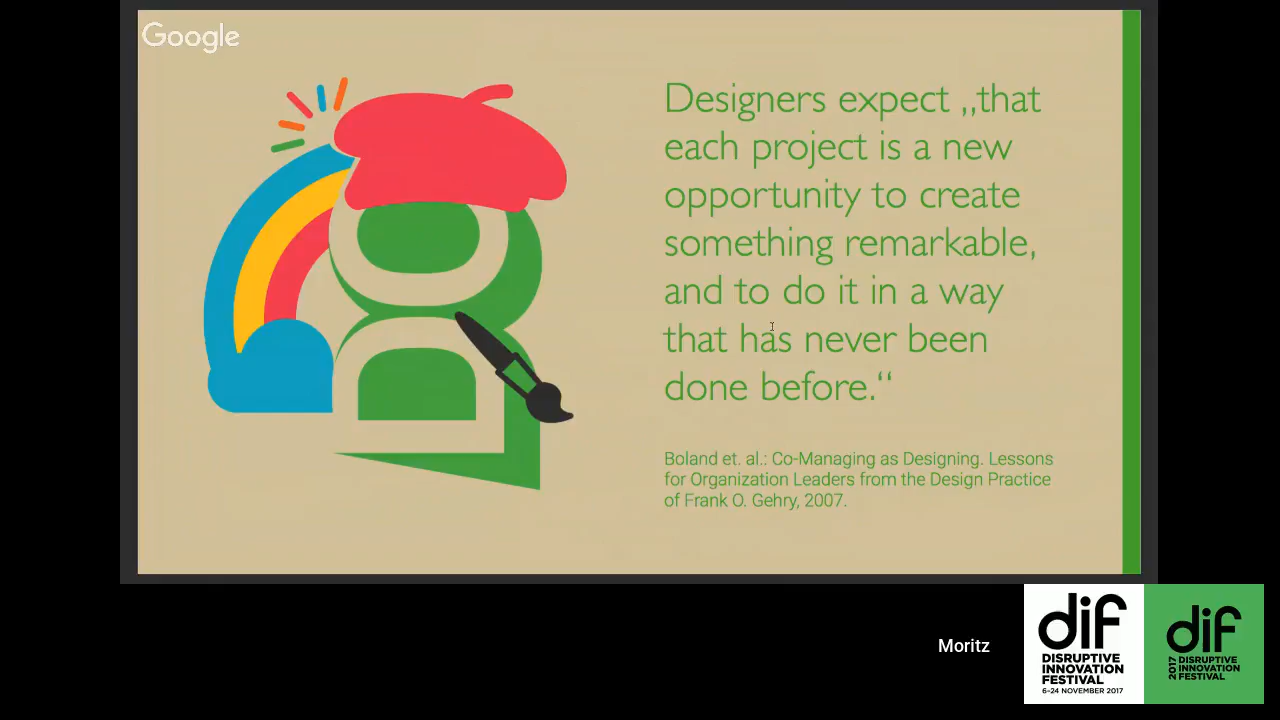 Google
Designers expect „that
each project is a new
opportunity to create
something remarkable,
and to do it in a way
that has never been
done before.“
Boland et. al.: Co-Managing as Designing. Lessons
for Organization Leaders from the Design Practice
of Frank O. Gehry, 2007.
Moritz
dif
DISRUPTIVE
INNOVATION
FESTIVAL
6-24 NOVEMBER 2017
dif
2017
DISRUPTIVE
INNOVATION
FESTIVAL